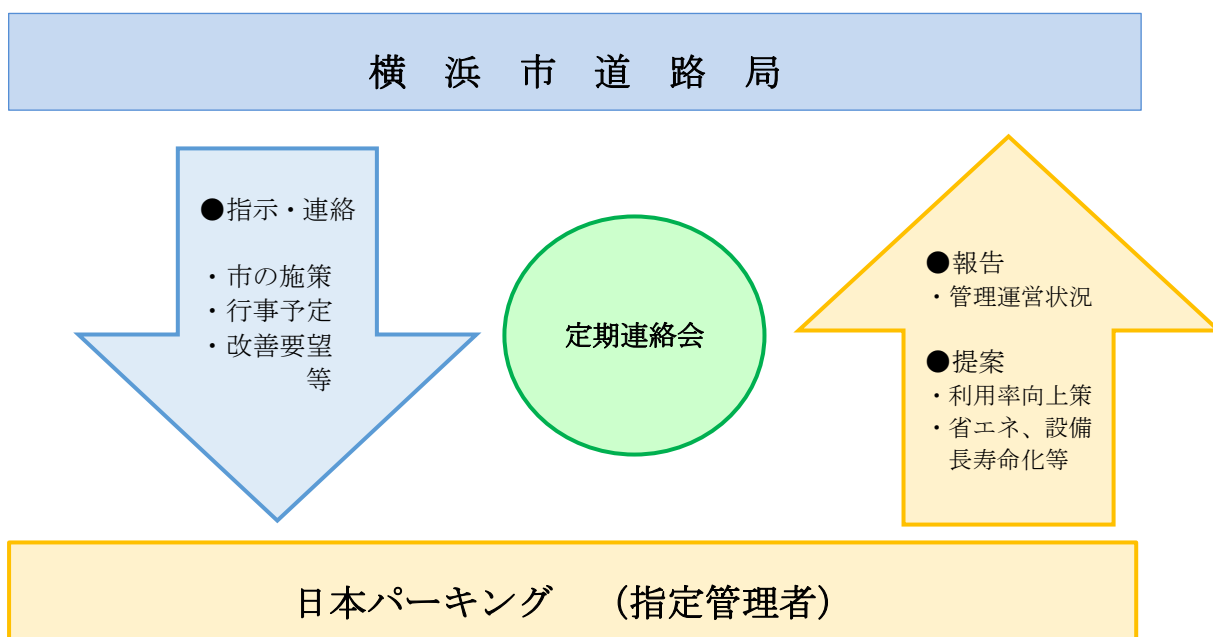 横 浜 市 道 路 局
●指示・連絡
・市の施策
・行事予定
・改善要望
等
定期連絡会
●報告
・管理運営状況
●提案
・利用率向上策
・省エネ、設備
長寿命化等
日本パーキング （指定管理者）